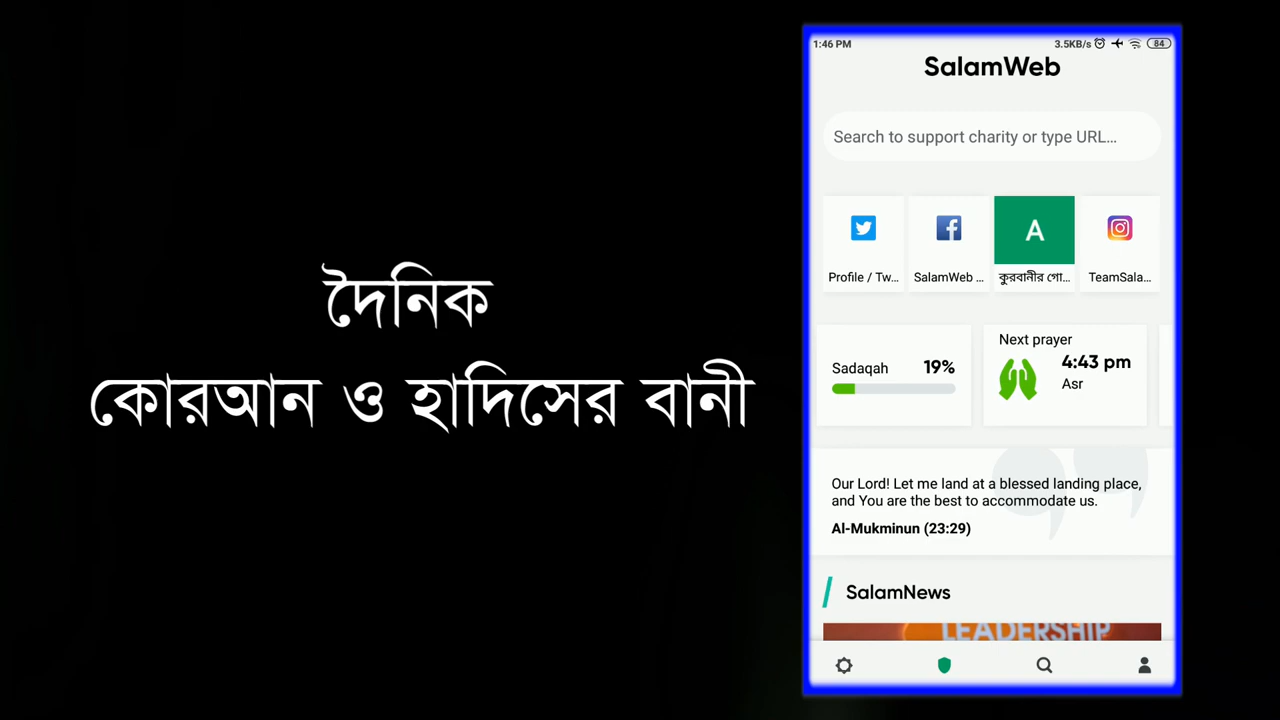 দৈনিক
কোরআন ও হাদিসের বানী
1:46 PM 3.5KB/s 84
SalamWeb
Search to support charity or type URL...
Profile / Tw... SalamWeb ... A কুরবানীর গো... TeamSala...
Sadaqah 19%
Next prayer
4:43 pm
Asr
Our Lord! Let me land at a blessed landing place,
and You are the best to accommodate us.
Al-Mukminun (23:29)
SalamNews
LEADERSHIP